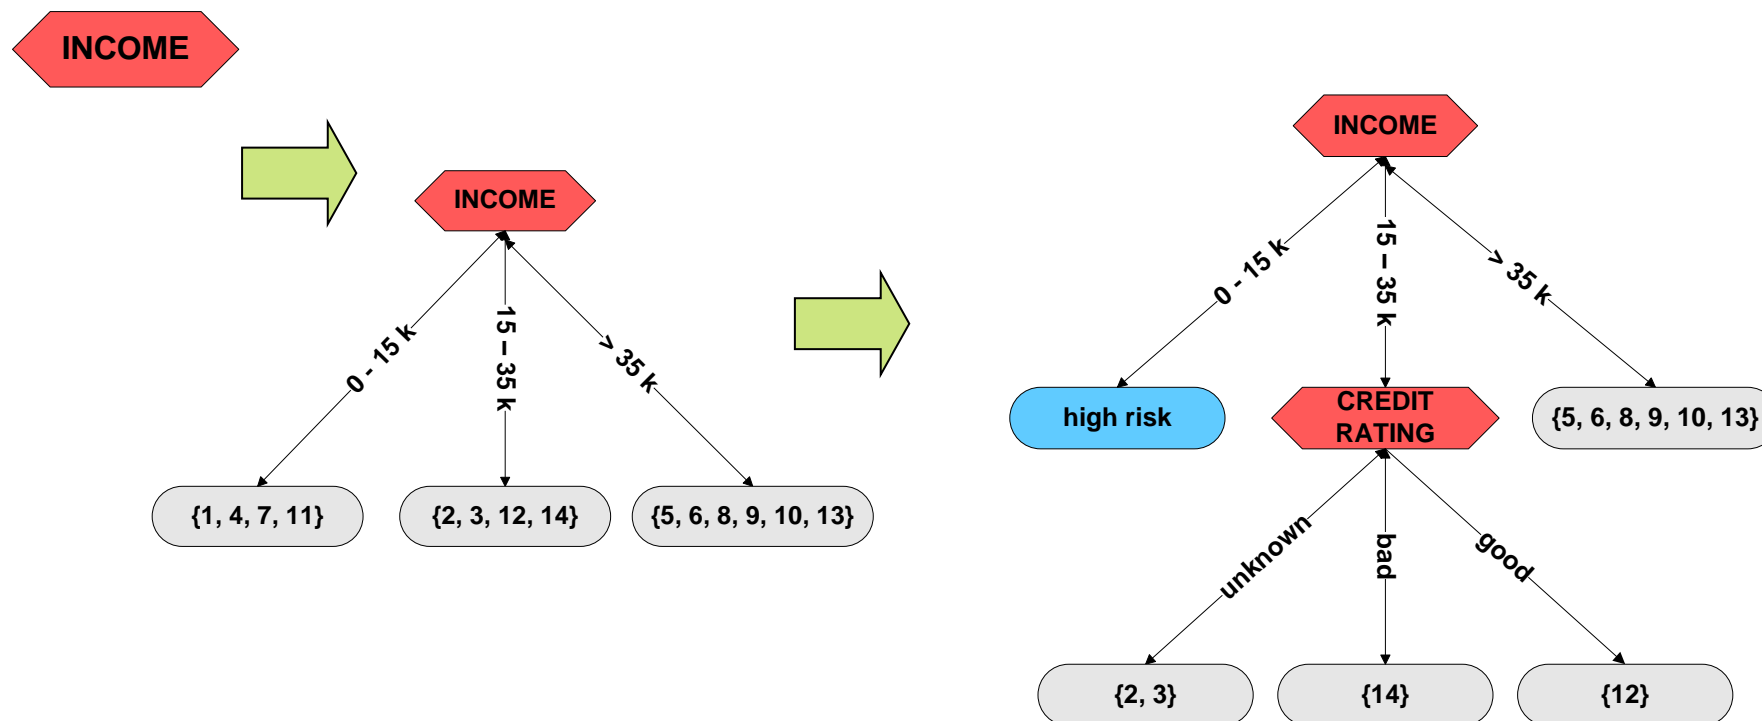 INCOME
INCOME
0 - 15 k
15 – 35 k
> 35 k
{1, 4, 7, 11}
{2, 3, 12, 14}
{5, 6, 8, 9, 10, 13}
INCOME
0 - 15 k
15 – 35 k
> 35 k
high risk
CREDIT
RATING
{5, 6, 8, 9, 10, 13}
unknown
bad
good
{2, 3}
{14}
{12}